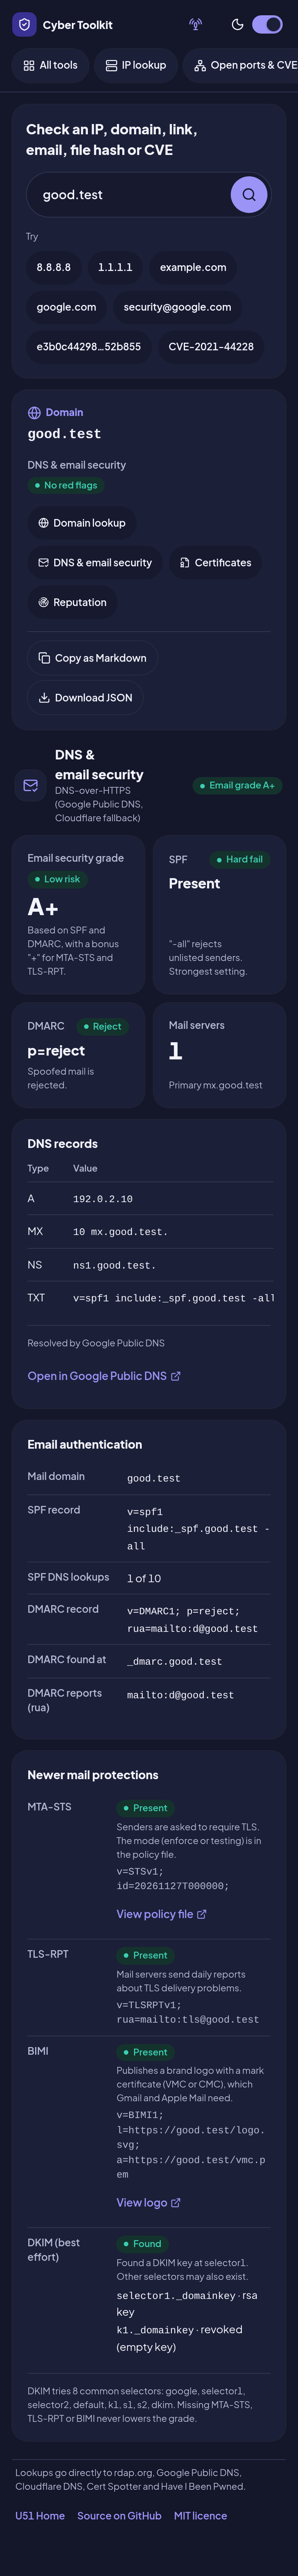 Cyber Toolkit
All tools
IP lookup
Open ports & CVE
Check an IP, domain, link,
email, file hash or CVE
good.test
Try
8.8.8.8
1.1.1.1
example.com
google.com
security@google.com
e3b0c44298…52b855
CVE-2021-44228
Domain
good.test
DNS & email security
No red flags
Domain lookup
DNS & email security
Certificates
Reputation
Copy as Markdown
Download JSON
DNS &
email security
DNS-over-HTTPS
(Google Public DNS,
Cloudflare fallback)
Email grade A+
Email security grade
Low risk
A+
Based on SPF and
DMARC, with a bonus
"+" for MTA-STS and
TLS-RPT.
SPF
Hard fail
Present
"-all" rejects
unlisted senders.
Strongest setting.
DMARC
Reject
p=reject
Spoofed mail is
rejected.
Mail servers
1
Primary mx.good.test
DNS records
Type Value
A 192.0.2.10
MX 10 mx.good.test.
NS ns1.good.test.
TXT v=spf1 include:_spf.good.test -all
Resolved by Google Public DNS
Open in Google Public DNS
Email authentication
Mail domain good.test
SPF record v=spf1
include:_spf.good.test -
all
SPF DNS lookups 1 of 10
DMARC record v=DMARC1; p=reject;
rua=mailto:d@good.test
DMARC found at _dmarc.good.test
DMARC reports mailto:d@good.test
(rua)
Newer mail protections
MTA-STS Present
Senders are asked to require TLS.
The mode (enforce or testing) is in
the policy file.
v=STSv1;
id=20261127T000000;
View policy file
TLS-RPT Present
Mail servers send daily reports
about TLS delivery problems.
v=TLSRPTv1;
rua=mailto:tls@good.test
BIMI Present
Publishes a brand logo with a mark
certificate (VMC or CMC), which
Gmail and Apple Mail need.
v=BIMI1;
l=https://good.test/logo.
svg;
a=https://good.test/vmc.p
em
View logo
DKIM (best Found
effort)
Found a DKIM key at selector1.
Other selectors may also exist.
selector1._domainkey · rsa
key
k1._domainkey · revoked
(empty key)
DKIM tries 8 common selectors: google, selector1,
selector2, default, k1, s1, s2, dkim. Missing MTA-STS,
TLS-RPT or BIMI never lowers the grade.
Lookups go directly to rdap.org, Google Public DNS,
Cloudflare DNS, Cert Spotter and Have I Been Pwned.
U51 Home
Source on GitHub
MIT licence